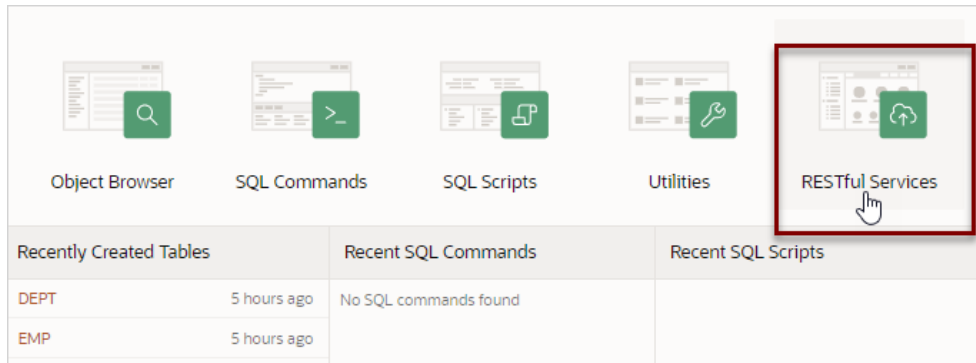 Object Browser
SQL Commands
SQL Scripts
Utilities
RESTful Services
Recently Created Tables
Recent SQL Commands
Recent SQL Scripts
DEPT 5 hours ago
No SQL commands found
EMP 5 hours ago